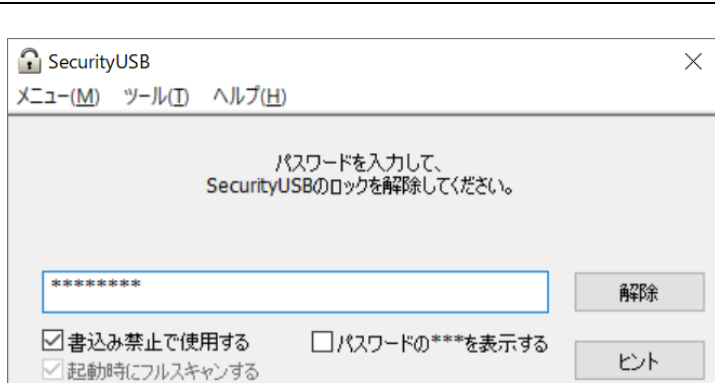 SecurityUSB
メニュー(M) ツール(T) ヘルプ(H)
パスワードを入力して、
SecurityUSBのロックを解除してください。
******** 解除
書込み禁止で使用する パスワードの***を表示する
起動時にフルスキャンする ヒント